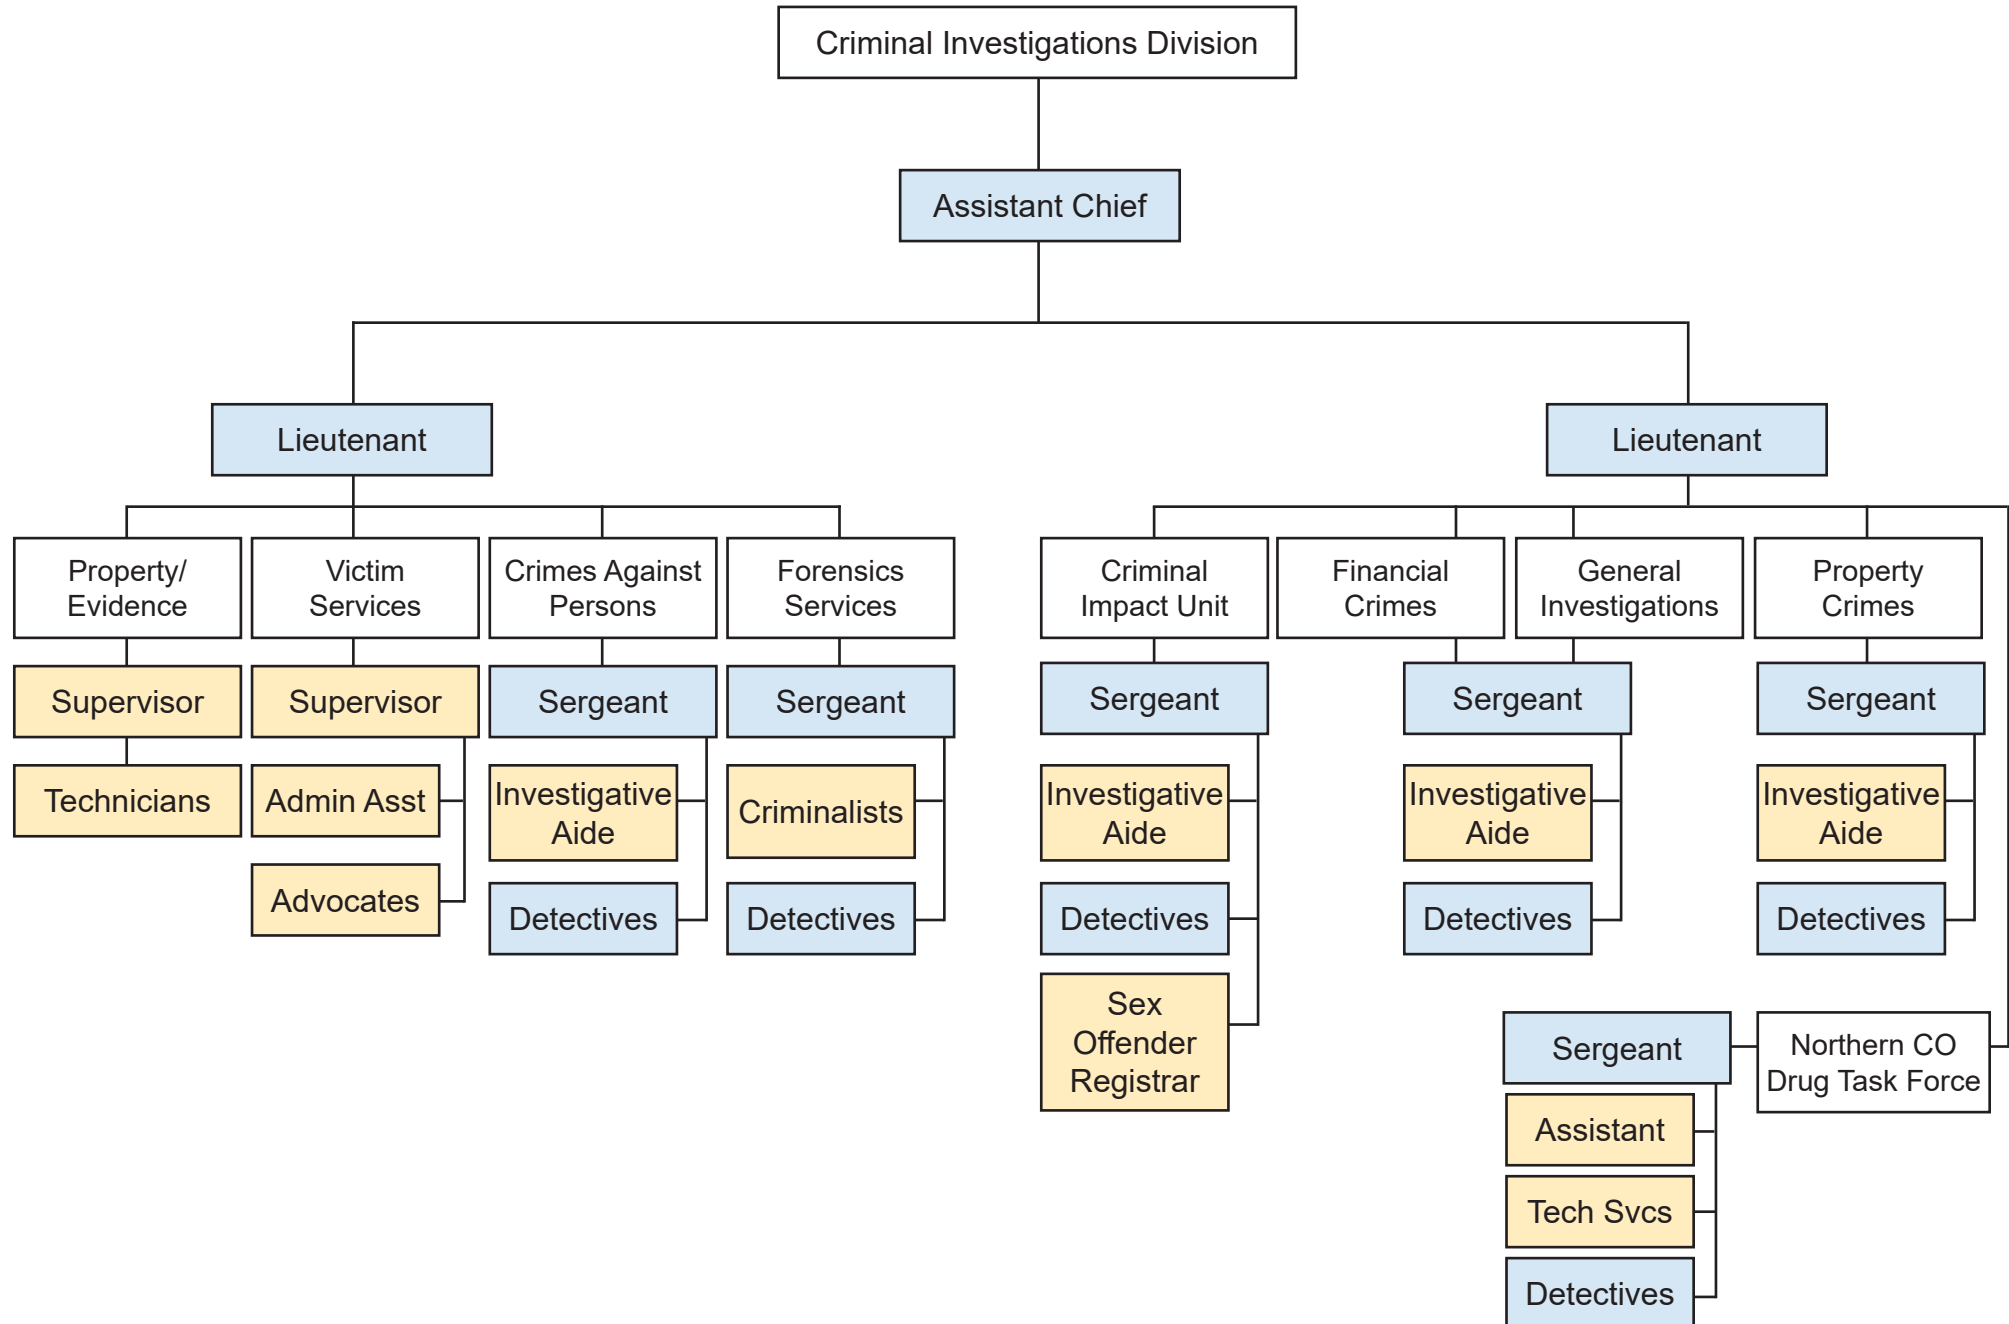 Criminal Investigations Division
Assistant Chief
Lieutenant
Lieutenant
Property/
Evidence
Victim
Services
Crimes Against
Persons
Forensics
Services
Criminal
Impact Unit
Financial
Crimes
General
Investigations
Property
Crimes
Supervisor
Supervisor
Sergeant
Sergeant
Sergeant
Sergeant
Sergeant
Technicians
Admin Asst
Investigative
Aide
Criminalists
Investigative
Aide
Investigative
Aide
Investigative
Aide
Advocates
Detectives
Detectives
Detectives
Detectives
Detectives
Sex
Offender
Registrar
Sergeant
Northern CO
Drug Task Force
Assistant
Tech Svcs
Detectives